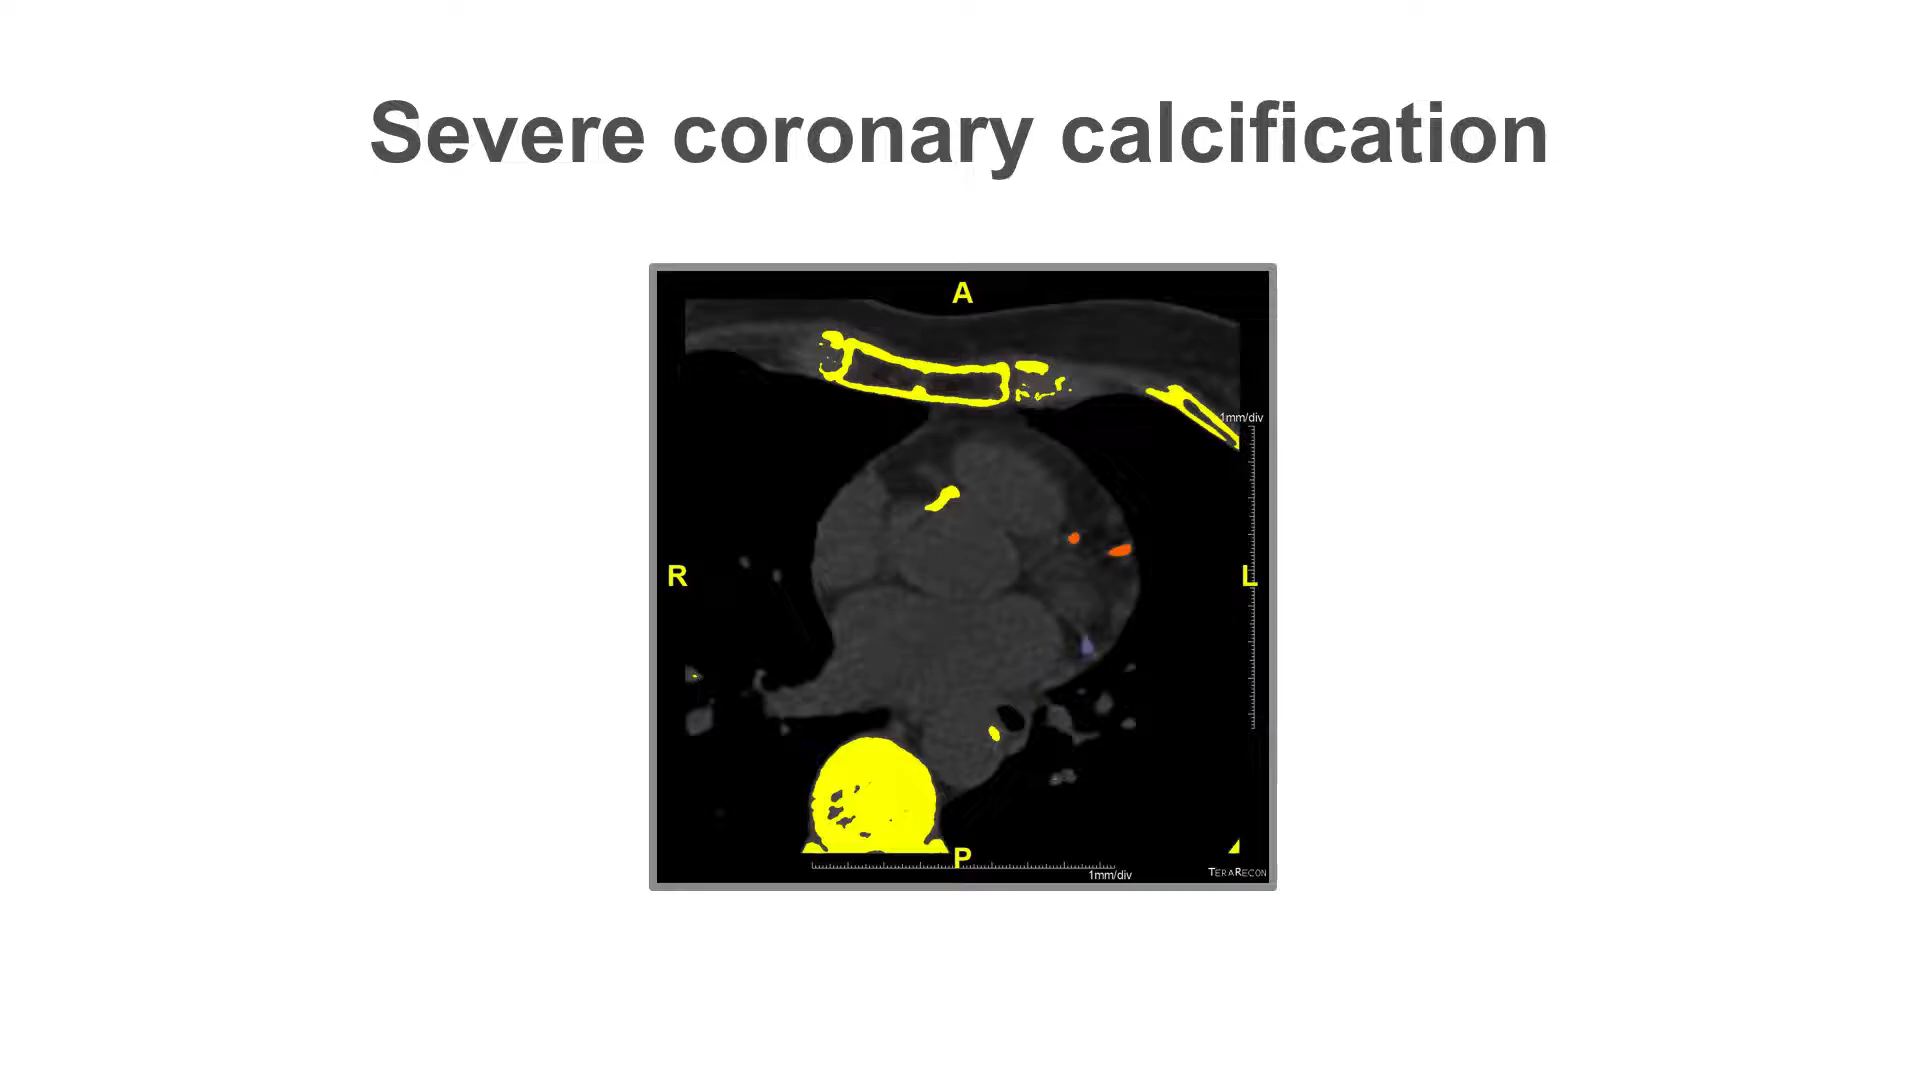 Severe coronary calcification
A
1mm/div
R
L
P
1mm/div
TERARECON